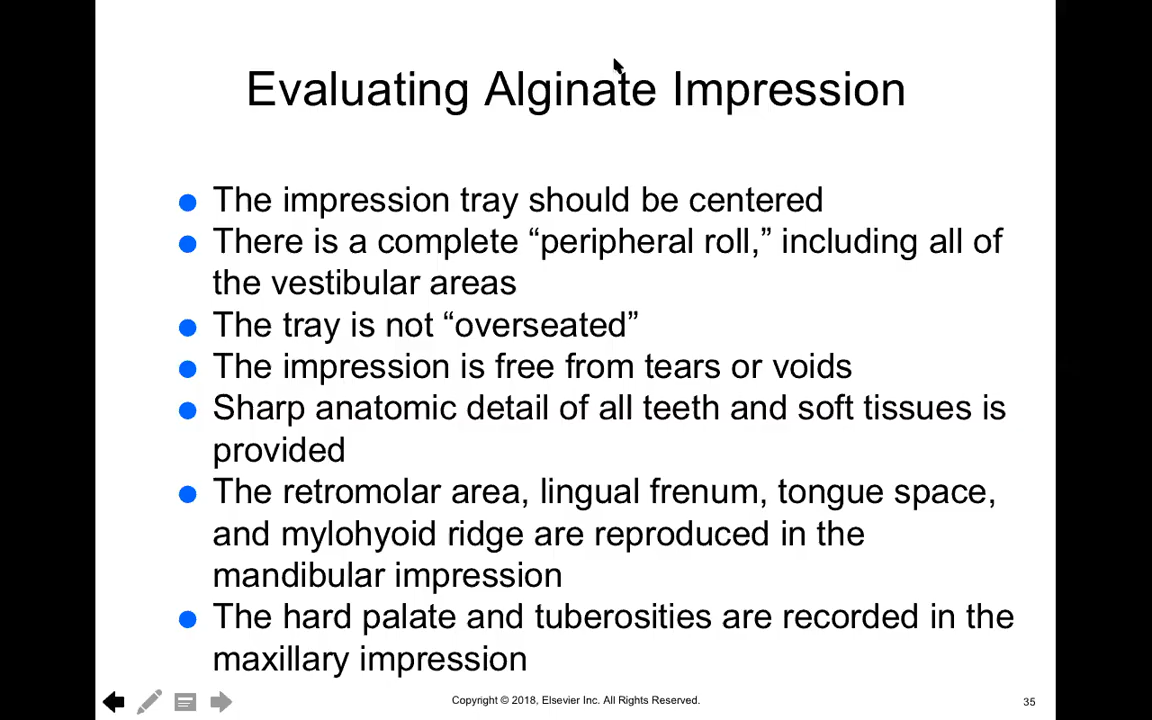 Evaluating Alginate Impression
● The impression tray should be centered
● There is a complete “peripheral roll,” including all of
the vestibular areas
● The tray is not “overseated”
● The impression is free from tears or voids
● Sharp anatomic detail of all teeth and soft tissues is
provided
● The retromolar area, lingual frenum, tongue space,
and mylohyoid ridge are reproduced in the
mandibular impression
● The hard palate and tuberosities are recorded in the
maxillary impression
Copyright © 2018, Elsevier Inc. All Rights Reserved.
35